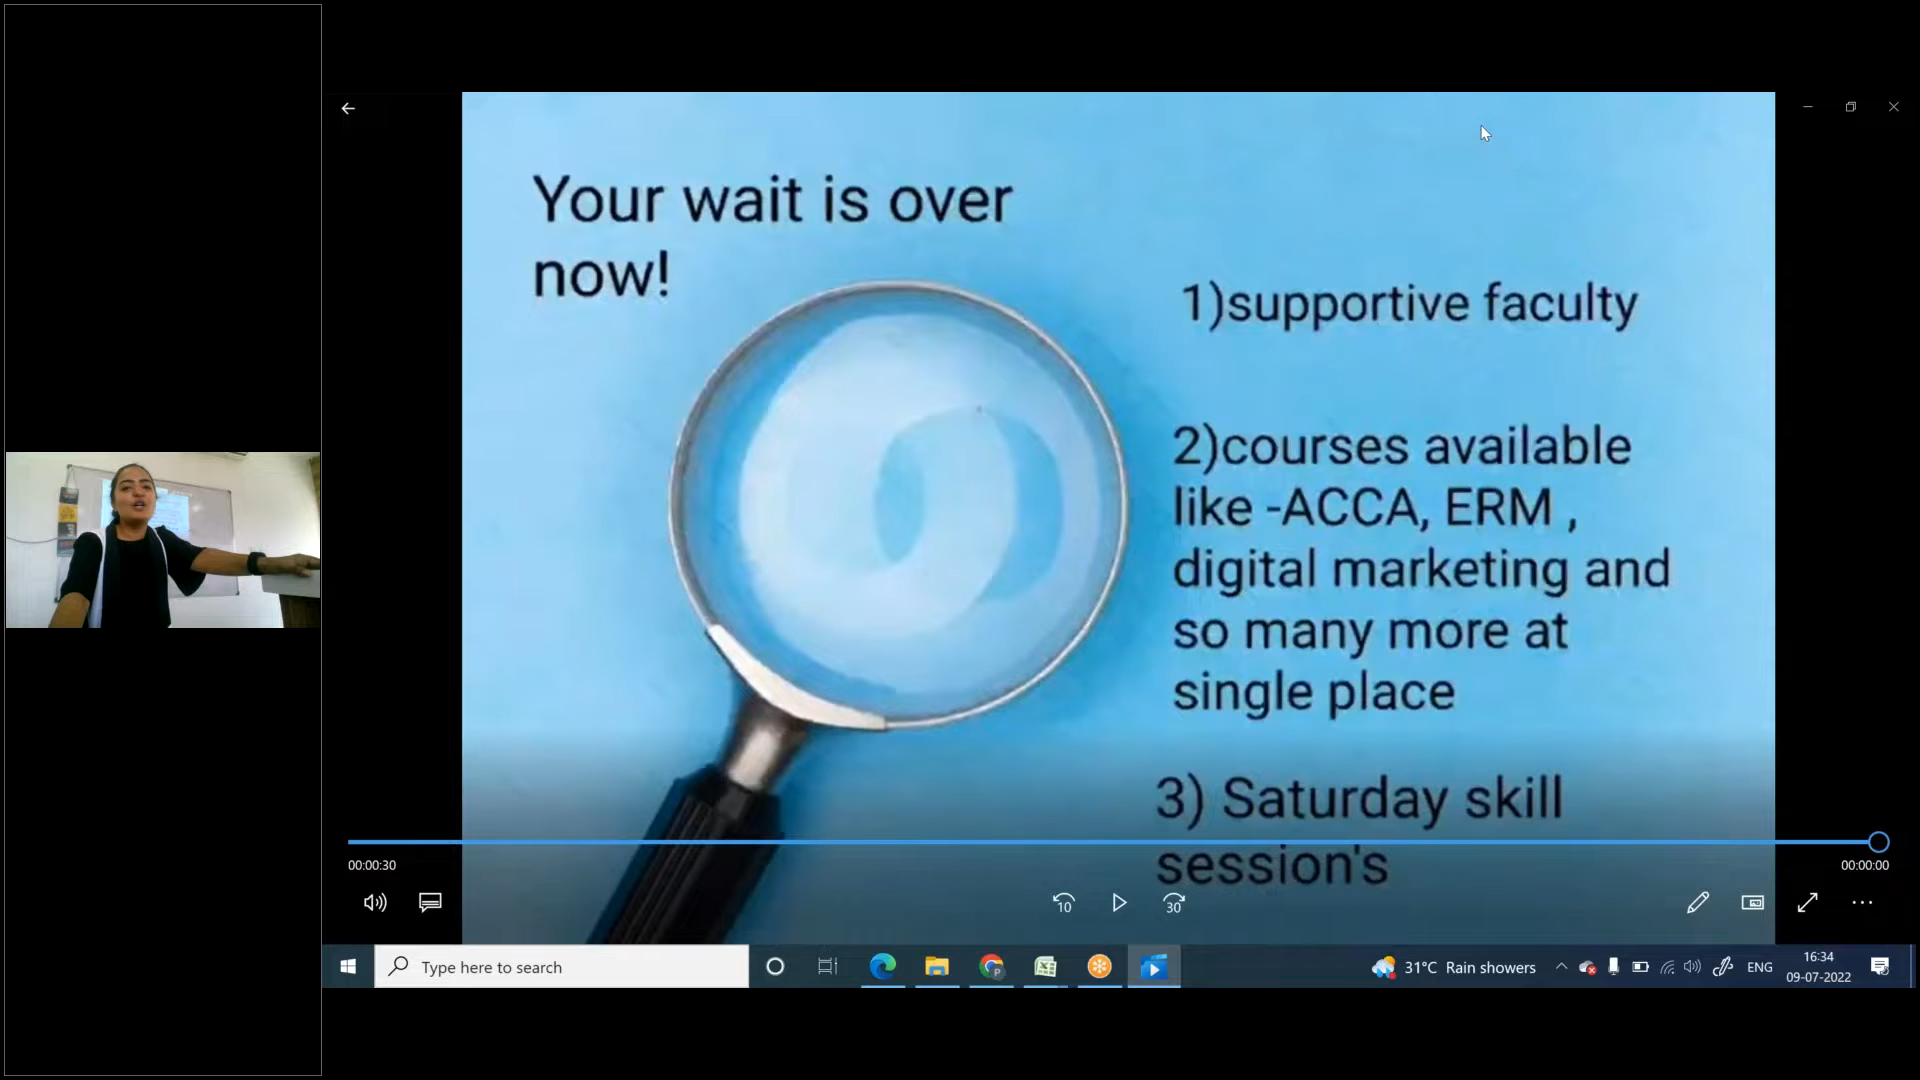 Your wait is over
now!
1)supportive faculty
2)courses available
like -ACCA, ERM ,
digital marketing and
so many more at
single place
3) Saturday skill
session's
00:00:30
00:00:00
10
30
Type here to search
P
31°C Rain showers
ENG
16:34
09-07-2022